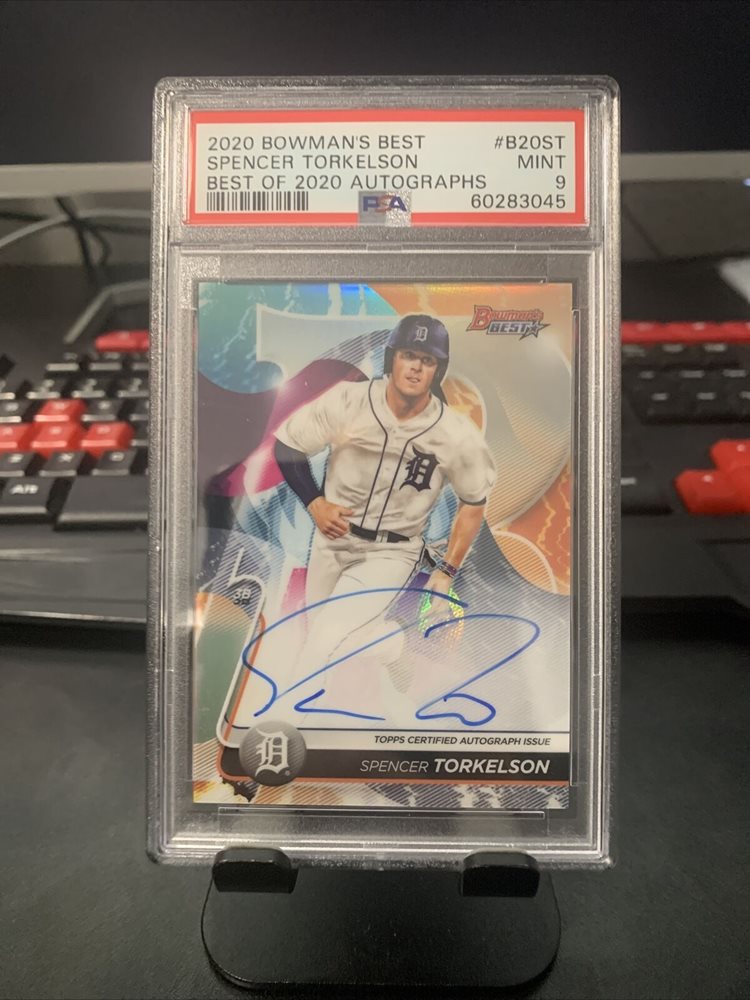 2020 BOWMAN'S BEST #B20ST
SPENCER TORKELSON MINT
BEST OF 2020 AUTOGRAPHS 9
PSA 60283045
Bowman's
BEST
D
D
3B
TOPPS CERTIFIED AUTOGRAPH ISSUE
D
SPENCER TORKELSON